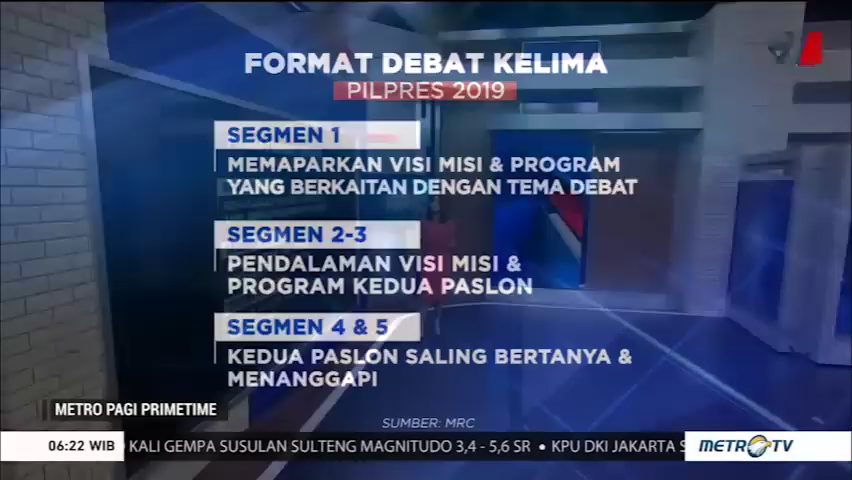 FORMAT DEBAT KELIMA
PILPRES 2019
SEGMEN 1
MEMAPARKAN VISI MISI & PROGRAM
YANG BERKAITAN DENGAN TEMA DEBAT
SEGMEN 2-3
PENDALAMAN VISI MISI &
PROGRAM KEDUA PASLON
SEGMEN 4 & 5
KEDUA PASLON SALING BERTANYA &
MENANGGAPI
SUMBER: MRC
METRO PAGI PRIMETIME
06:22 WIB KALI GEMPA SUSULAN SULTENG MAGNITUDO 3,4 - 5,6 SR • KPU DKI JAKARTA METRO TV